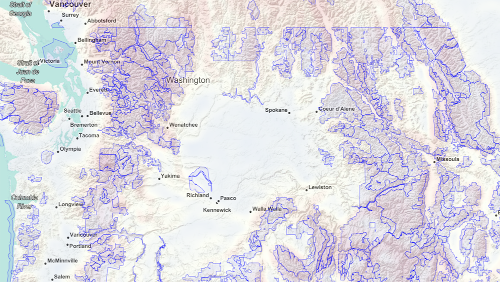 Vancouver
Strait of
Georgia
Surrey
Abbotsford
Bellingham
Victoria
Mount Vernon
Strait of
Juan de
Fuca
Washington
Everett
Seattle
Bellevue
Bremerton
Tacoma
Olympia
Wenatchee
Spokane
Coeur d'Alene
Missoula
Yakima
Richland
Pasco
Kennewick
Walla Walla
Lewiston
Columbia
River
Longview
Vancouver
Portland
McMinnville
Salem